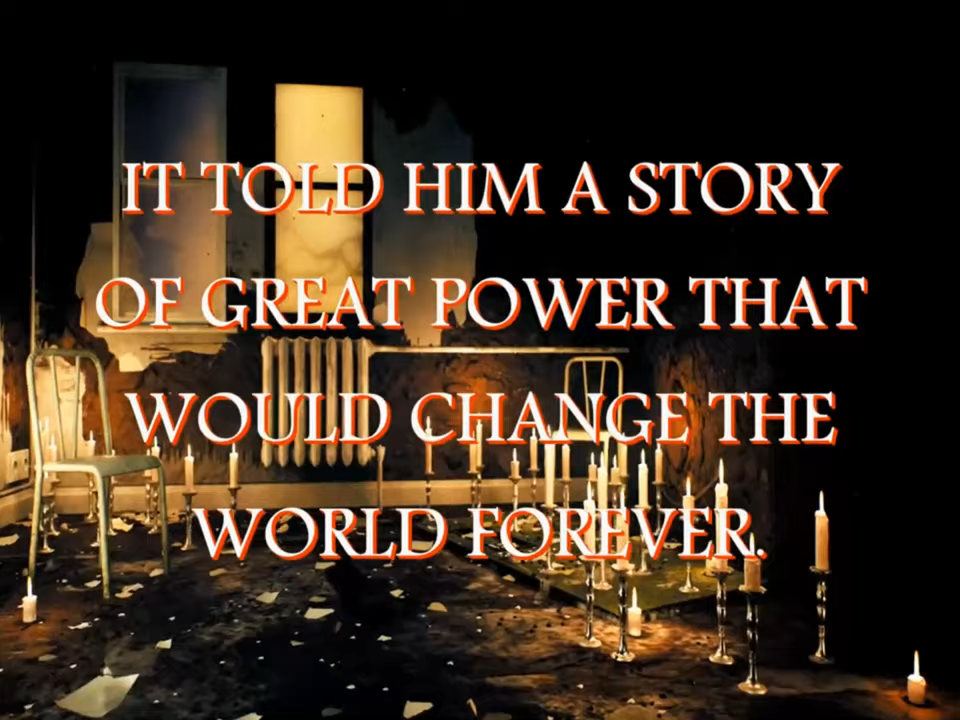 IT TOLD HIM A STORY
OF GREAT POWER THAT
WOULD CHANGE THE
WORLD FOREVER.